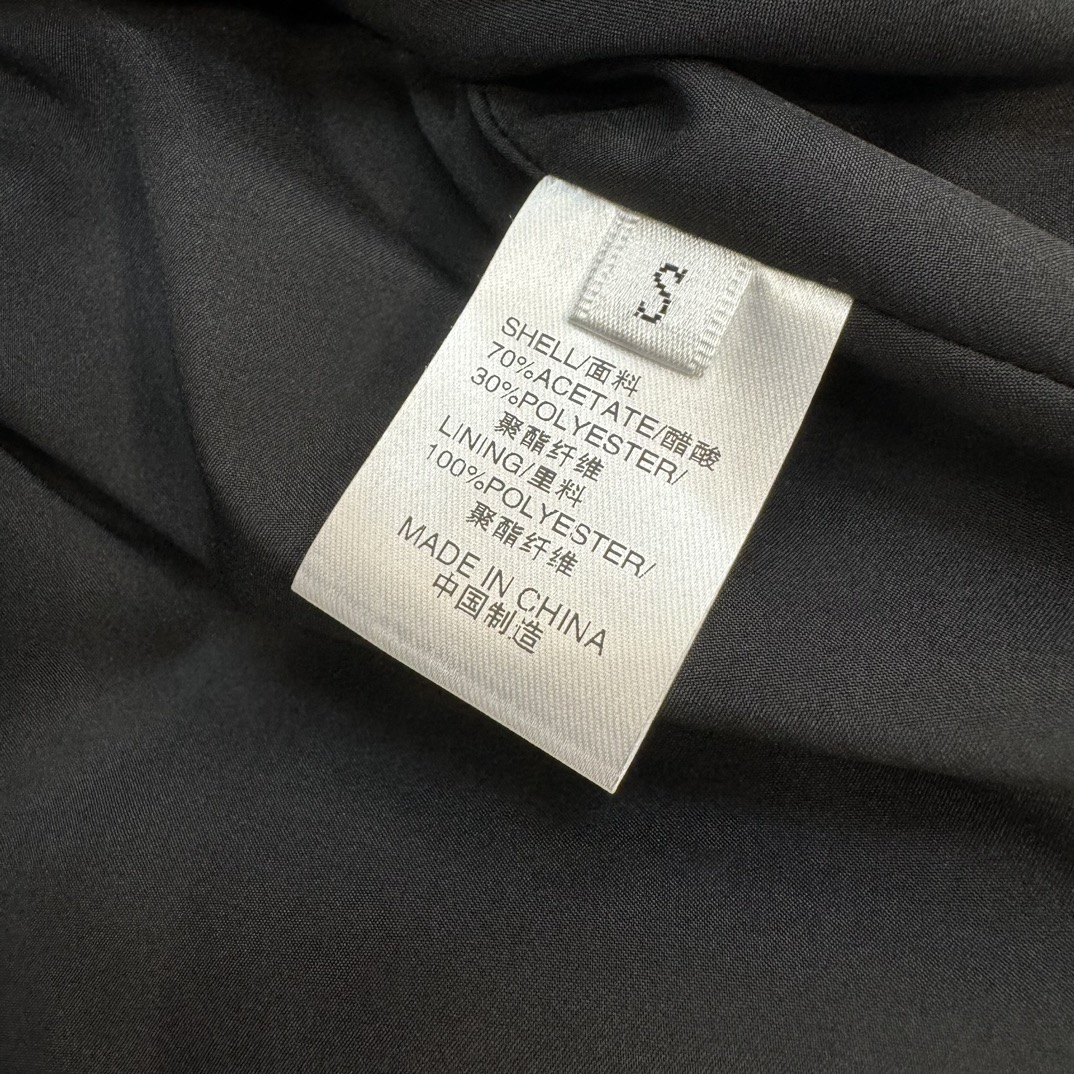 S
SHELL/面料
70%ACETATE/醋酸
30%POLYESTER/
聚酯纤维
LINING/里料
100%POLYESTER/
聚酯纤维
MADE IN CHINA
中国制造